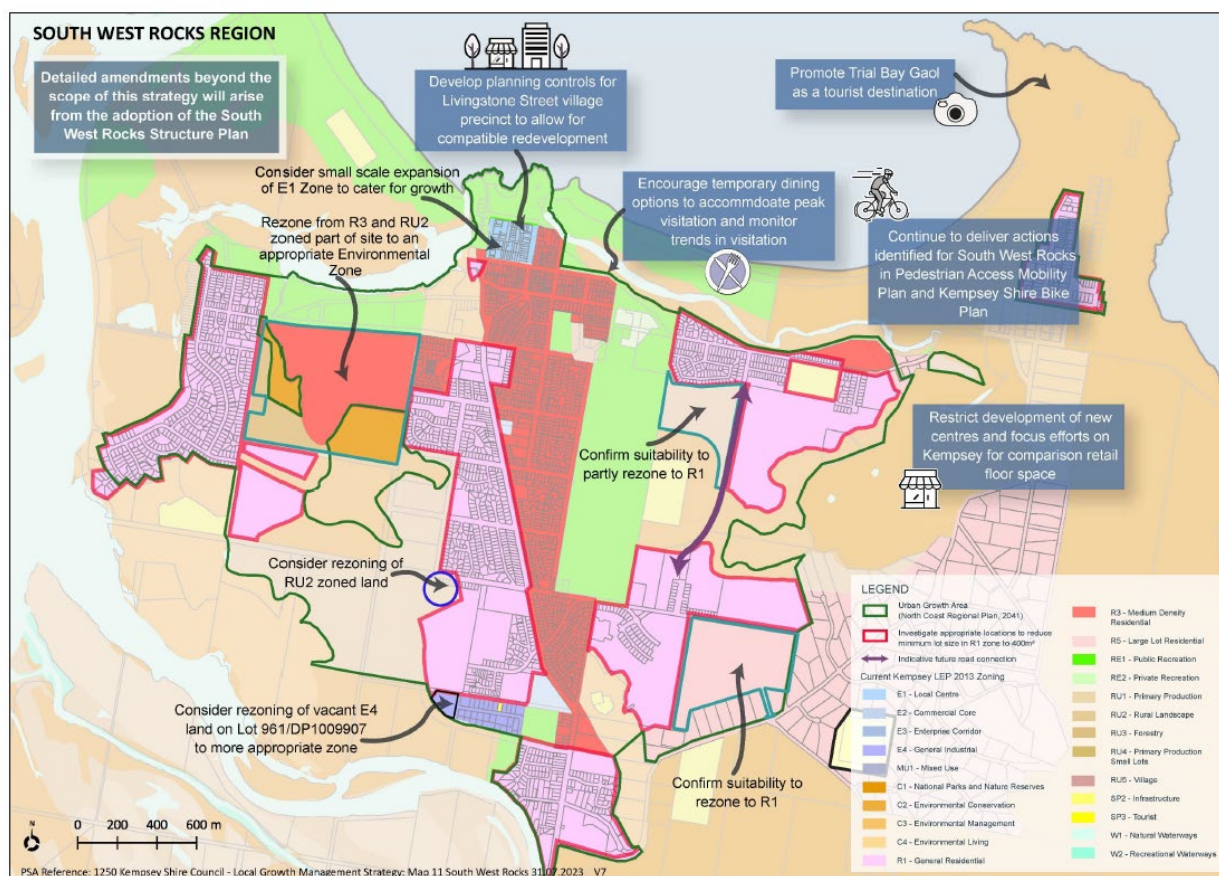 SOUTH WEST ROCKS REGION
Detailed amendments beyond the
scope of this strategy will arise
from the adoption of the South
West Rocks Structure Plan
Develop planning controls for
Livingstone Street village
precinct to allow for
compatible redevelopment
Promote Trial Bay Gaol
as a tourist destination
Consider small scale expansion
of E1 Zone to cater for growth
Rezone from R3 and RU2
zoned part of site to an
appropriate Environmental
Zone
Encourage temporary dining
options to accommdoate peak
visitation and monitor
trends in visitation
Continue to deliver actions
identified for South West Rocks
in Pedestrian Access Mobility
Plan and Kempsey Shire Bike
Plan
Restrict development of new
centres and focus efforts on
Kempsey for comparison retail
floor space
Confirm suitability to
partly rezone to R1
Consider rezoning of
RU2 zoned land
Consider rezoning of vacant E4
land on Lot 961/DP1009907
to more appropriate zone
Confirm suitability to
rezone to R1
LEGEND
Urban Growth Area
(North Coast Regional Plan, 2041)
Investigate appropriate locations to reduce
minimum lot size in R1 zone to 400m²
Indicative future road connection
Current Kempsey LEP 2013 Zoning
E1 - Local Centre
E2 - Commercial Core
E3 - Enterprise Corridor
E4 - General Industrial
MU1 - Mixed Use
C1 - National Parks and Nature Reserves
C2 - Environmental Conservation
C3 - Environmental Management
C4 - Environmental Living
R1 - General Residential
R3 - Medium Density
Residential
R5 - Large Lot Residential
RE1 - Public Recreation
RE2 - Private Recreation
RU1 - Primary Production
RU2 - Rural Landscape
RU3 - Forestry
RU4 - Primary Production
Small Lots
RU5 - Village
SP2 - Infrastructure
SP3 - Tourist
W1 - Natural Waterways
W2 - Recreational Waterways
N
0 200 400 600 m
PSA Reference: 1250 Kempsey Shire Council - Local Growth Management Strategy: Map 11 South West Rocks 31.07.2023 V7